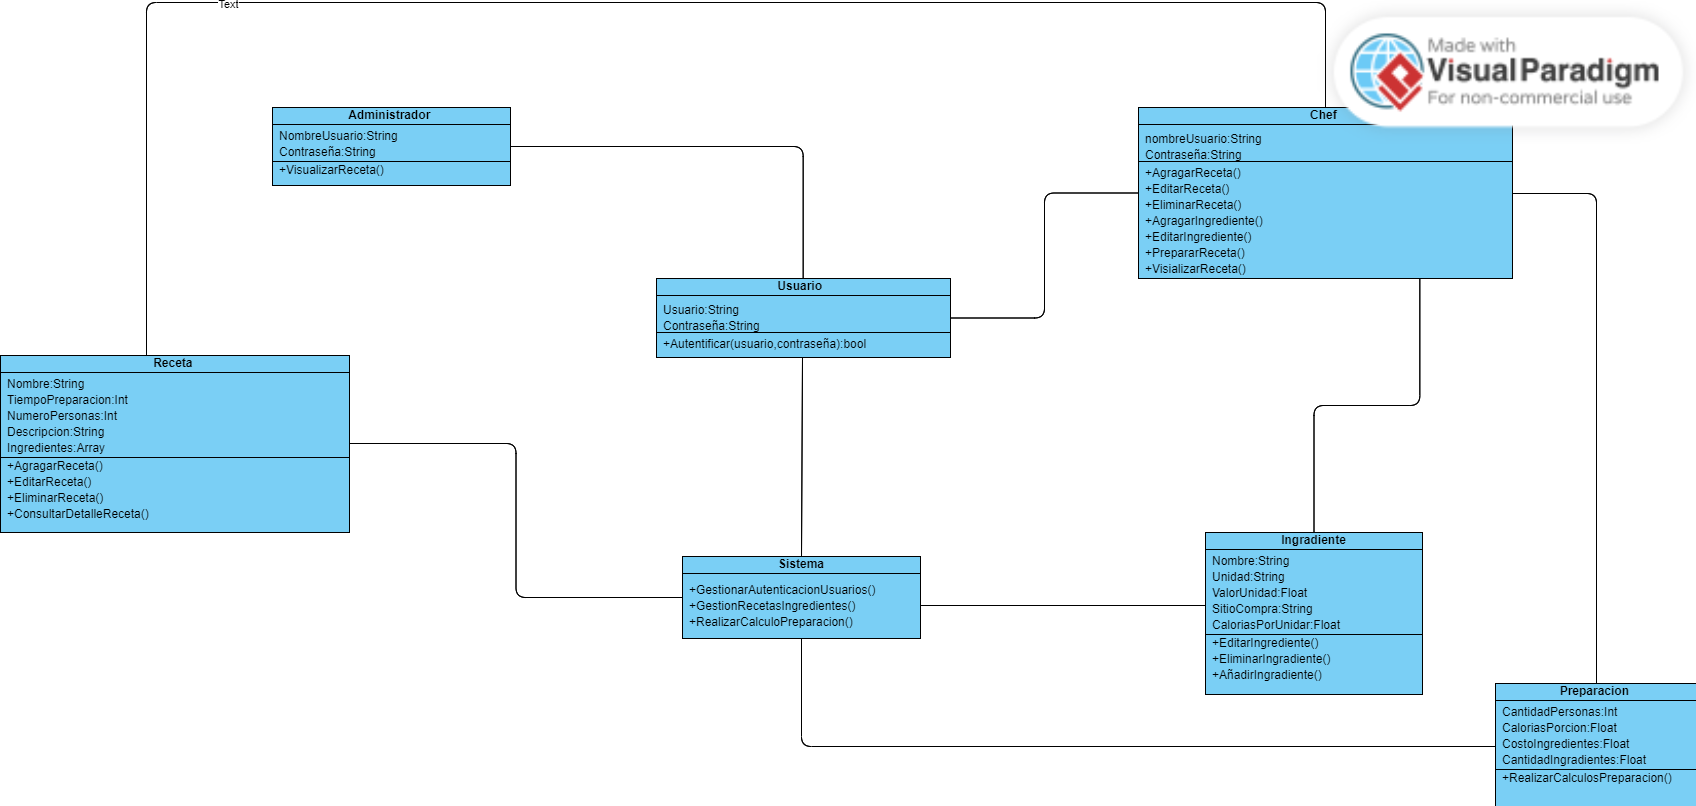 Text
Made with
Visual Paradigm
For non-commercial use
Administrador
NombreUsuario:String
Contraseña:String
+VisualizarReceta()
Chef
nombreUsuario:String
Contraseña:String
+AgragarReceta()
+EditarReceta()
+EliminarReceta()
+AgragarIngrediente()
+EditarIngrediente()
+PrepararReceta()
+VisializarReceta()
Usuario
Usuario:String
Contraseña:String
+Autentificar(usuario,contraseña):bool
Receta
Nombre:String
TiempoPreparacion:Int
NumeroPersonas:Int
Descripcion:String
Ingredientes:Array
+AgragarReceta()
+EditarReceta()
+EliminarReceta()
+ConsultarDetalleReceta()
Sistema
+GestionarAutenticacionUsuarios()
+GestionRecetasIngredientes()
+RealizarCalculoPreparacion()
Ingradiente
Nombre:String
Unidad:String
ValorUnidad:Float
SitioCompra:String
CaloriasPorUnidar:Float
+EditarIngrediente()
+EliminarIngradiente()
+AñadirIngradiente()
Preparacion
CantidadPersonas:Int
CaloriasPorcion:Float
CostoIngredientes:Float
CantidadIngradientes:Float
+RealizarCalculosPreparacion()